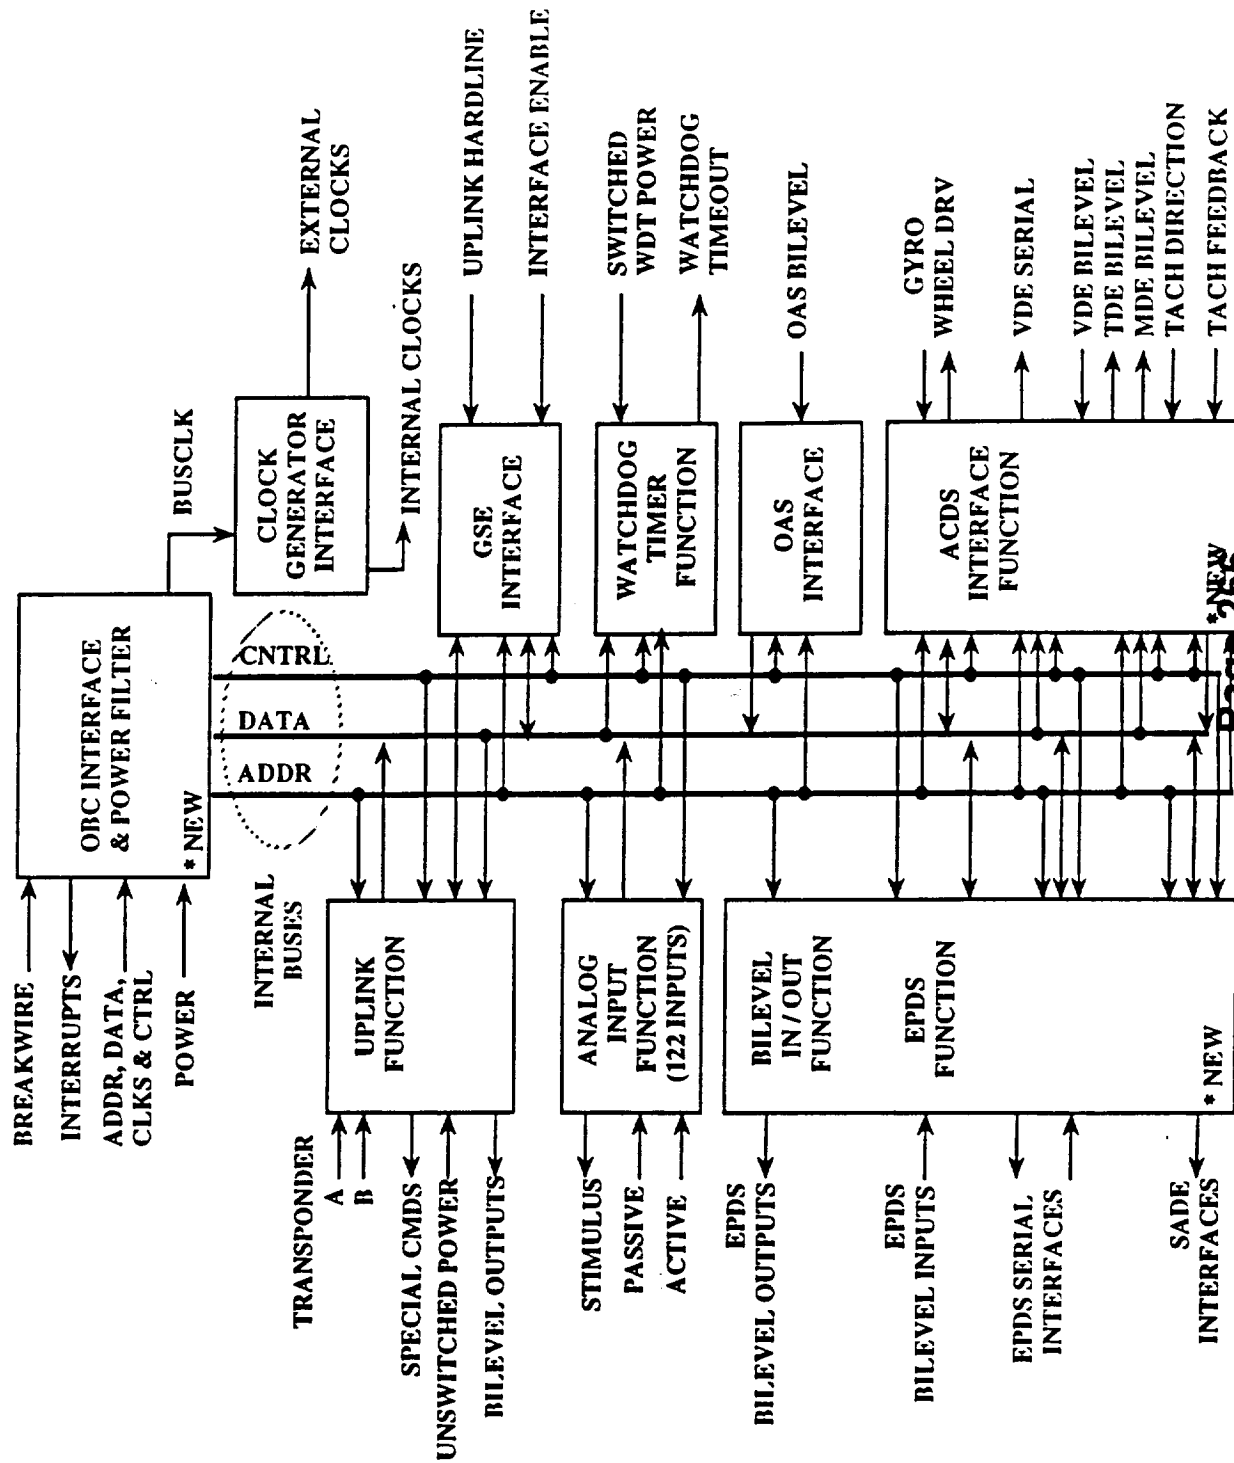 BREAKWIRE
INTERRUPTS
ADDR, DATA,
CLKS & CTRL
POWER
OBC INTERFACE
& POWER FILTER
* NEW
BUSCLK
CLOCK
GENERATOR
INTERFACE
EXTERNAL
CLOCKS
INTERNAL CLOCKS
INTERNAL
BUSES
ADDR
DATA
CNTRL
TRANSPONDER
A
B
SPECIAL CMDS
UNSWITCHED POWER
BILEVEL OUTPUTS
UPLINK
FUNCTION
GSE
INTERFACE
UPLINK HARDLINE
INTERFACE ENABLE
STIMULUS
PASSIVE
ACTIVE
ANALOG
INPUT
FUNCTION
(122 INPUTS)
WATCHDOG
TIMER
FUNCTION
SWITCHED
WDT POWER
WATCHDOG
TIMEOUT
OAS
INTERFACE
OAS BILEVEL
EPDS
BILEVEL OUTPUTS
EPDS
BILEVEL INPUTS
EPDS SERIAL
INTERFACES
SADE
INTERFACES
BILEVEL
IN / OUT
FUNCTION
EPDS
FUNCTION
* NEW
ACDS
INTERFACE
FUNCTION
* NEW
GYRO
WHEEL DRV
VDE SERIAL
VDE BILEVEL
TDE BILEVEL
MDE BILEVEL
TACH DIRECTION
TACH FEEDBACK